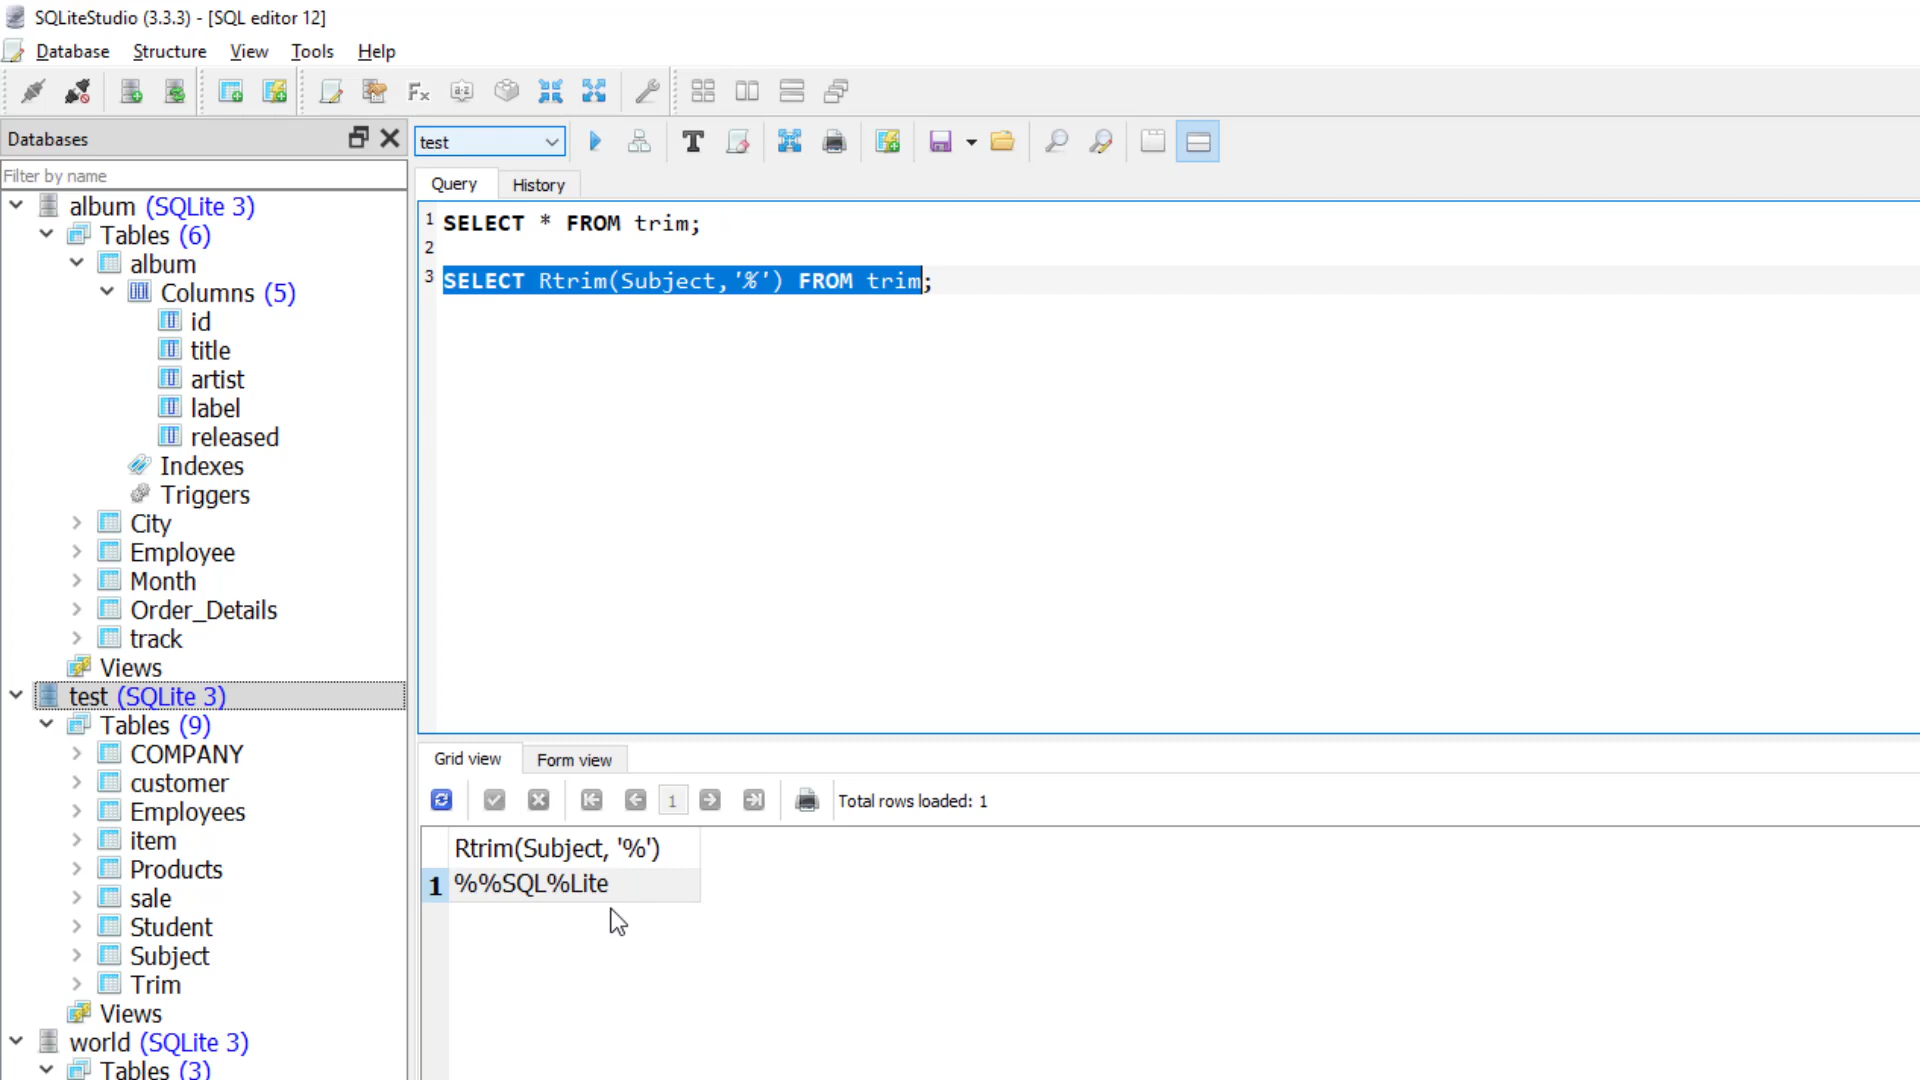 SQLiteStudio (3.3.3) - [SQL editor 12]
Database Structure View Tools Help
Databases
Filter by name
album (SQLite 3)
Tables (6)
album
Columns (5)
id
title
artist
label
released
Indexes
Triggers
City
Employee
Month
Order_Details
track
Views
test (SQLite 3)
Tables (9)
COMPANY
customer
Employees
item
Products
sale
Student
Subject
Trim
Views
world (SQLite 3)
Tables (3)
test
Query History
1 SELECT * FROM trim;
2
3 SELECT Rtrim(Subject,'%') FROM trim;
Grid view Form view
1 Total rows loaded: 1
Rtrim(Subject, '%')
1 %%SQL%Lite